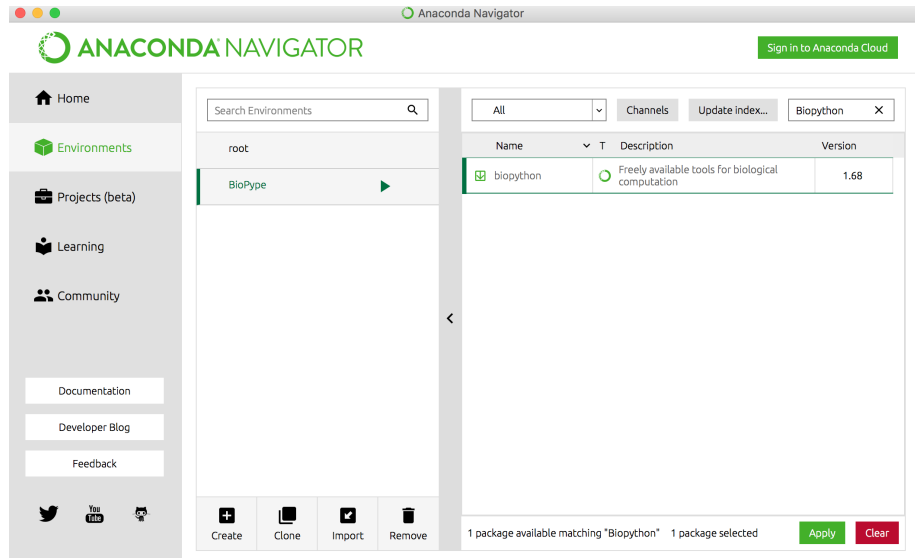 Anaconda Navigator
ANACONDA NAVIGATOR
Sign in to Anaconda Cloud
Home
Environments
Projects (beta)
Learning
Community
Documentation
Developer Blog
Feedback
You
Tube
Search Environments
root
BioPype
Create
Clone
Import
Remove
All
Channels
Update index...
Biopython
Name
T
Description
Version
biopython
Freely available tools for biological
computation
1.68
1 package available matching "Biopython"
1 package selected
Apply
Clear